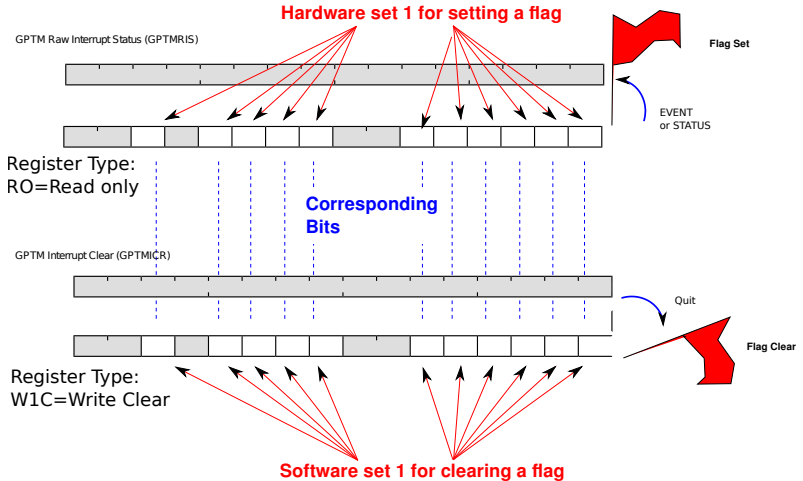 Hardware set 1 for setting a flag
GPTM Raw Interrupt Status (GPTMRIS)
Flag Set
EVENT
or STATUS
Register Type:
RO=Read only
Corresponding
Bits
GPTM Interrupt Clear (GPTMICR)
Quit
Flag Clear
Register Type:
W1C=Write Clear
Software set 1 for clearing a flag